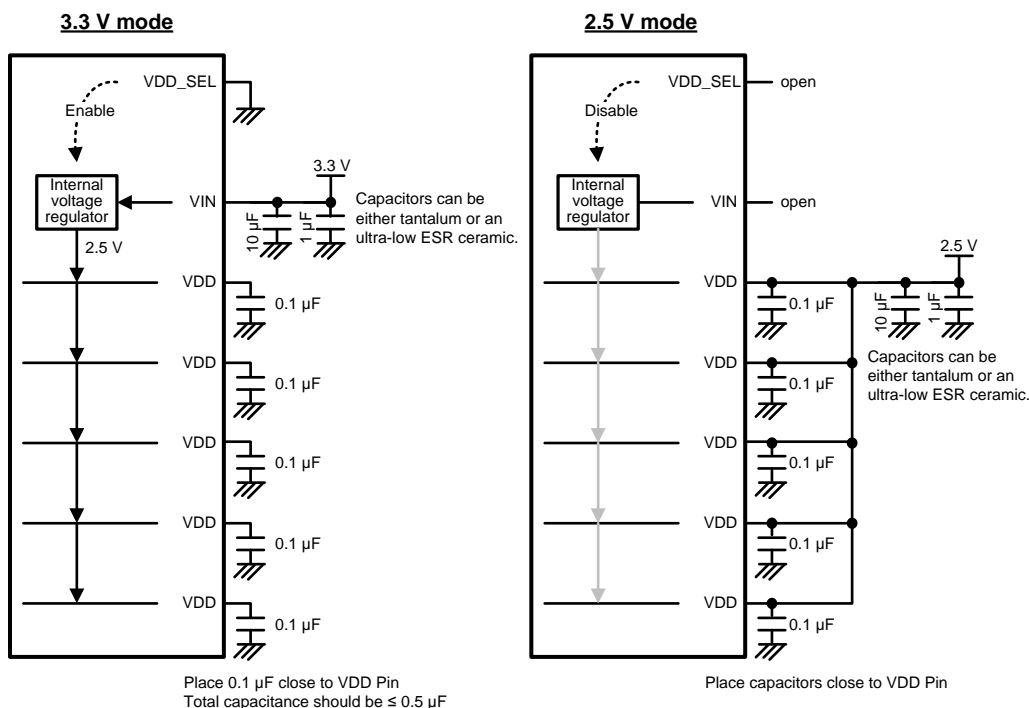 3.3 V mode
VDD_SEL
Enable
3.3 V
Internal
voltage
regulator
VIN
10 µF
1 µF
Capacitors can be
either tantalum or an
ultra-low ESR ceramic.
2.5 V
VDD
0.1 µF
VDD
0.1 µF
VDD
0.1 µF
VDD
0.1 µF
VDD
0.1 µF
Place 0.1 µF close to VDD Pin
Total capacitance should be ≤ 0.5 µF
2.5 V mode
VDD_SEL
open
Disable
Internal
voltage
regulator
VIN
open
2.5 V
VDD
0.1 µF
10 µF
1 µF
Capacitors can be
either tantalum or an
ultra-low ESR ceramic.
VDD
0.1 µF
VDD
0.1 µF
VDD
0.1 µF
VDD
0.1 µF
Place capacitors close to VDD Pin